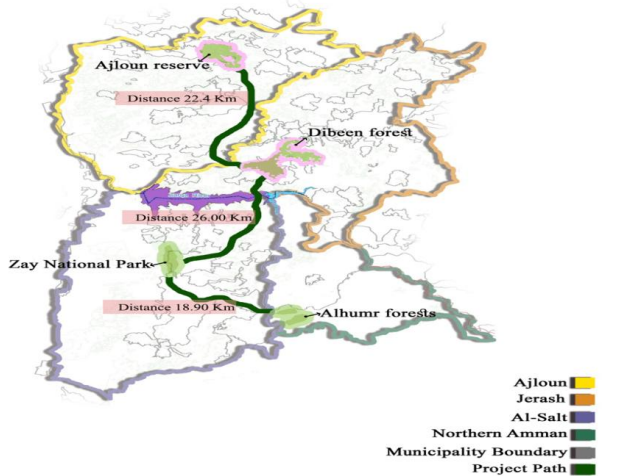 Ajloun reserve
Distance 22.4 Km
Dibeen forest
Distance 26.00 Km
Zay National Park
Distance 18.90 Km
Alhumr forests
Ajloun
Jerash
Al-Salt
Northern Amman
Municipality Boundary
Project Path